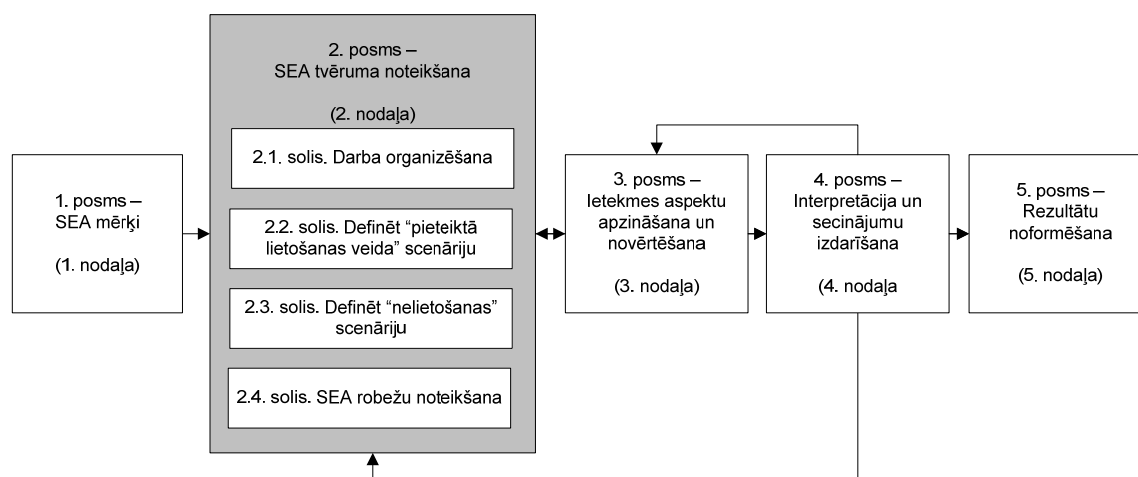 1. posms –
SEA mērķi
(1. nodaļa)
2. posms –
SEA tvēruma noteikšana
(2. nodaļa)
2.1. solis. Darba organizēšana
2.2. solis. Definēt “pieteiktā
lietošanas veida” scenāriju
2.3. solis. Definēt “nelietošanas”
scenāriju
2.4. solis. SEA robežu noteikšana
3. posms –
Ietekmes aspektu
apzināšana un
novērtēšana
(3. nodaļa)
4. posms –
Interpretācija un
secinājumu
izdarīšana
(4. nodaļa
5. posms –
Rezultātu
noformēšana
(5. nodaļa)